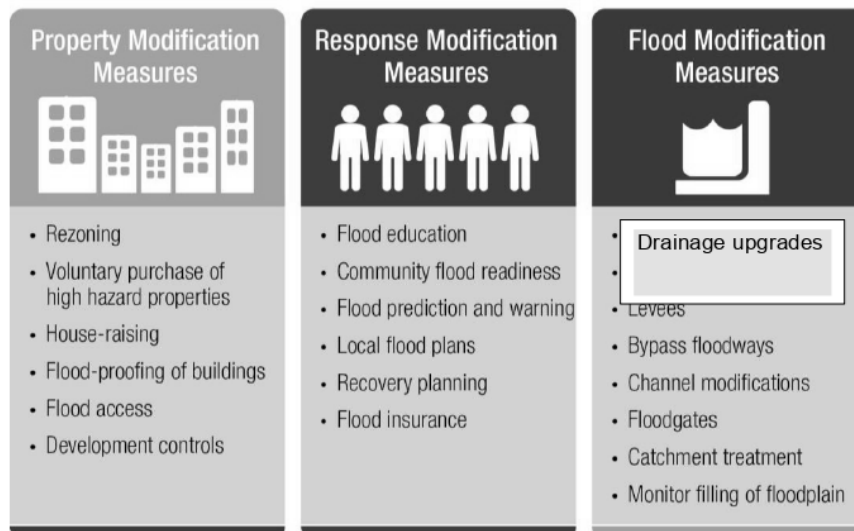 Property Modification
Measures
• Rezoning
• Voluntary purchase of
high hazard properties
• House-raising
• Flood-proofing of buildings
• Flood access
• Development controls
Response Modification
Measures
• Flood education
• Community flood readiness
• Flood prediction and warning
• Local flood plans
• Recovery planning
• Flood insurance
Flood Modification
Measures
• Drainage upgrades
•
• Levees
• Bypass floodways
• Channel modifications
• Floodgates
• Catchment treatment
• Monitor filling of floodplain